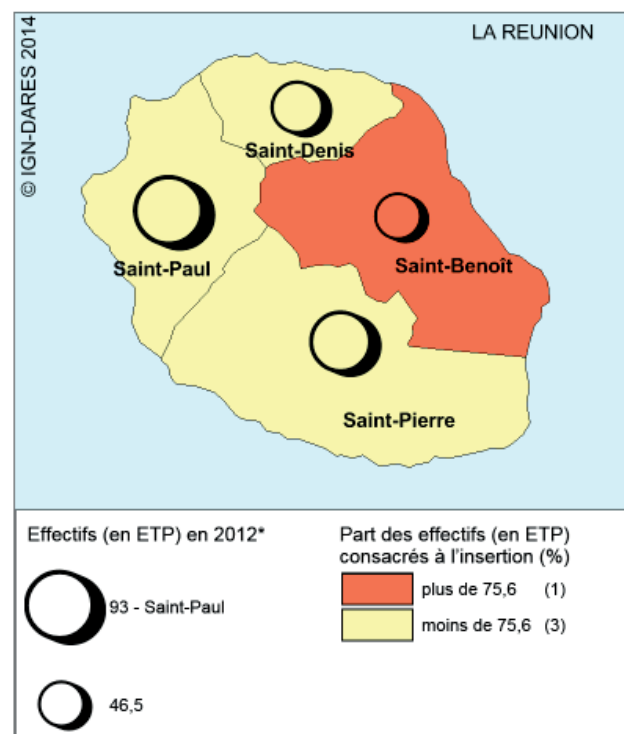 © IGN-DARES 2014
LA REUNION
Saint-Denis
Saint-Paul
Saint-Benoît
Saint-Pierre
Effectifs (en ETP) en 2012*
93 - Saint-Paul
46,5
Part des effectifs (en ETP)
consacrés à l'insertion (%)
plus de 75,6 (1)
moins de 75,6 (3)